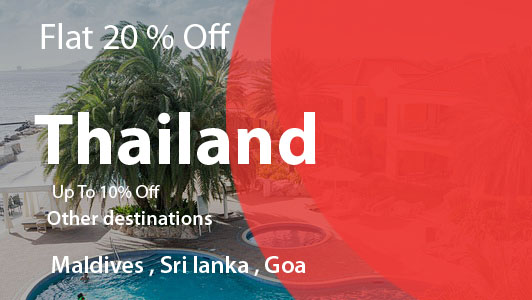 Flat 20 % Off
Thailand
Up To 10% Off
Other destinations
Maldives , Sri lanka , Goa